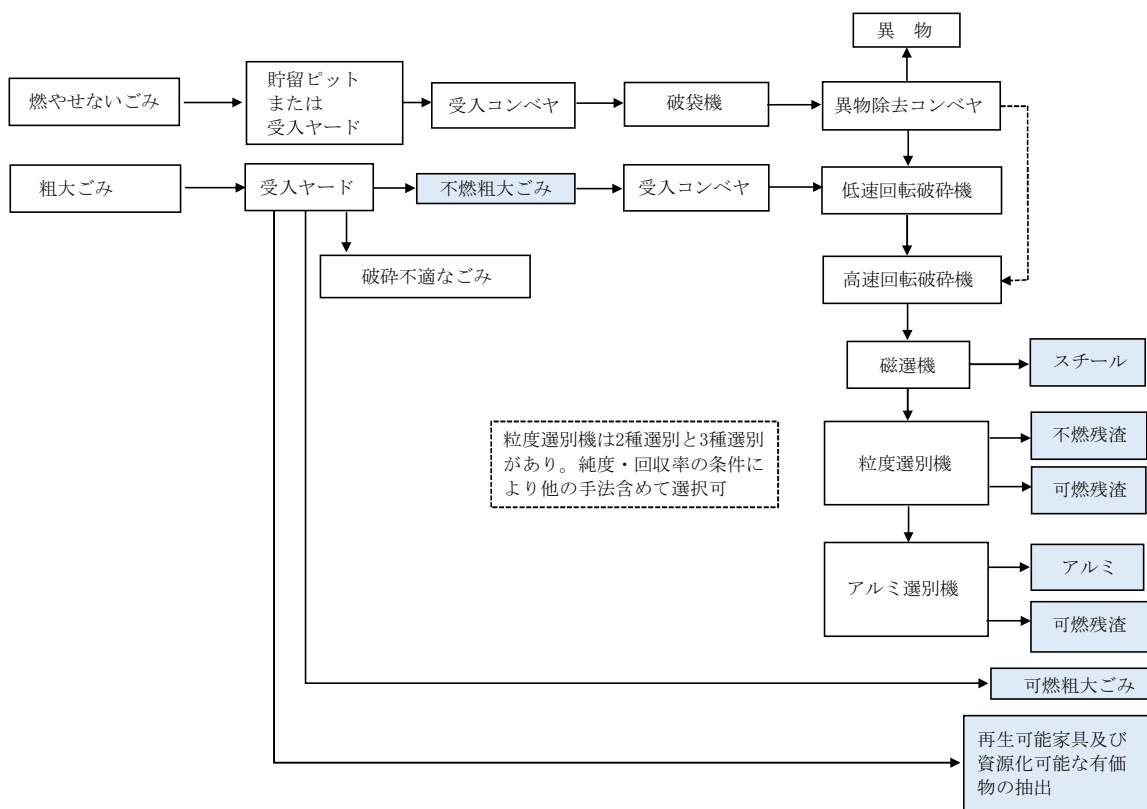 異　物
燃やせないごみ
貯留ピット
または
受入ヤード
受入コンベヤ
破袋機
異物除去コンベヤ
粗大ごみ
受入ヤード
不燃粗大ごみ
受入コンベヤ
低速回転破砕機
破砕不適なごみ
高速回転破砕機
磁選機
スチール
粒度選別機は2種選別と3種選別
があり。純度・回収率の条件に
より他の手法含めて選択可
粒度選別機
不燃残渣
可燃残渣
アルミ選別機
アルミ
可燃残渣
可燃粗大ごみ
再生可能家具及び
資源化可能な有価
物の抽出